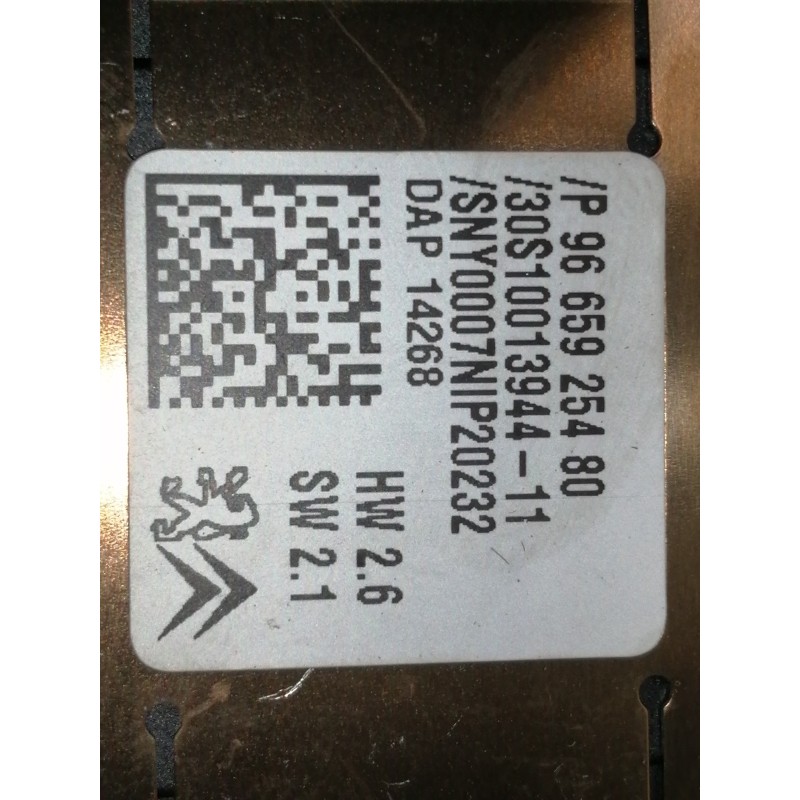 /P 96 659 254 80
/30S10013944-11
/SNY0007NIP20232
DAP 14268
HW 2.6
SW 2.1